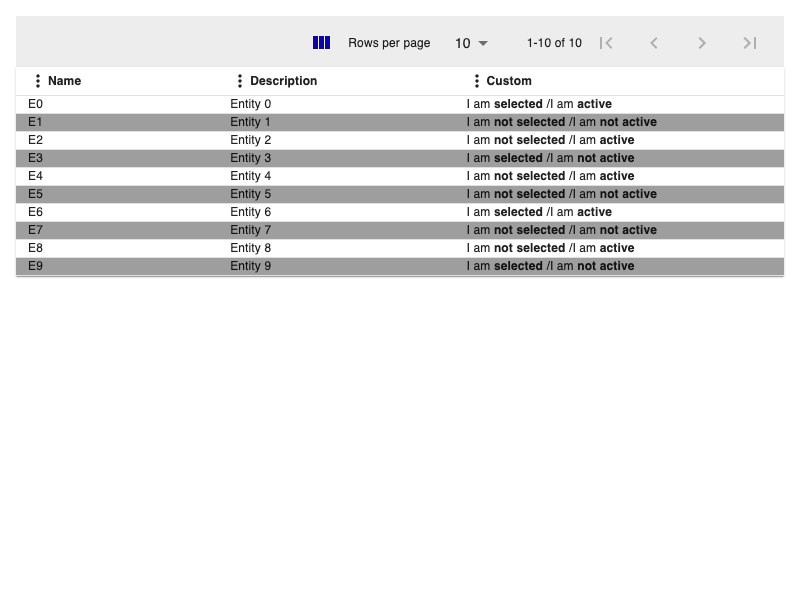 Rows per page 10 1-10 of 10
Name Description Custom
E0 Entity 0 I am selected /I am active
E1 Entity 1 I am not selected /I am not active
E2 Entity 2 I am not selected /I am active
E3 Entity 3 I am selected /I am not active
E4 Entity 4 I am not selected /I am active
E5 Entity 5 I am not selected /I am not active
E6 Entity 6 I am selected /I am active
E7 Entity 7 I am not selected /I am not active
E8 Entity 8 I am not selected /I am active
E9 Entity 9 I am selected /I am not active